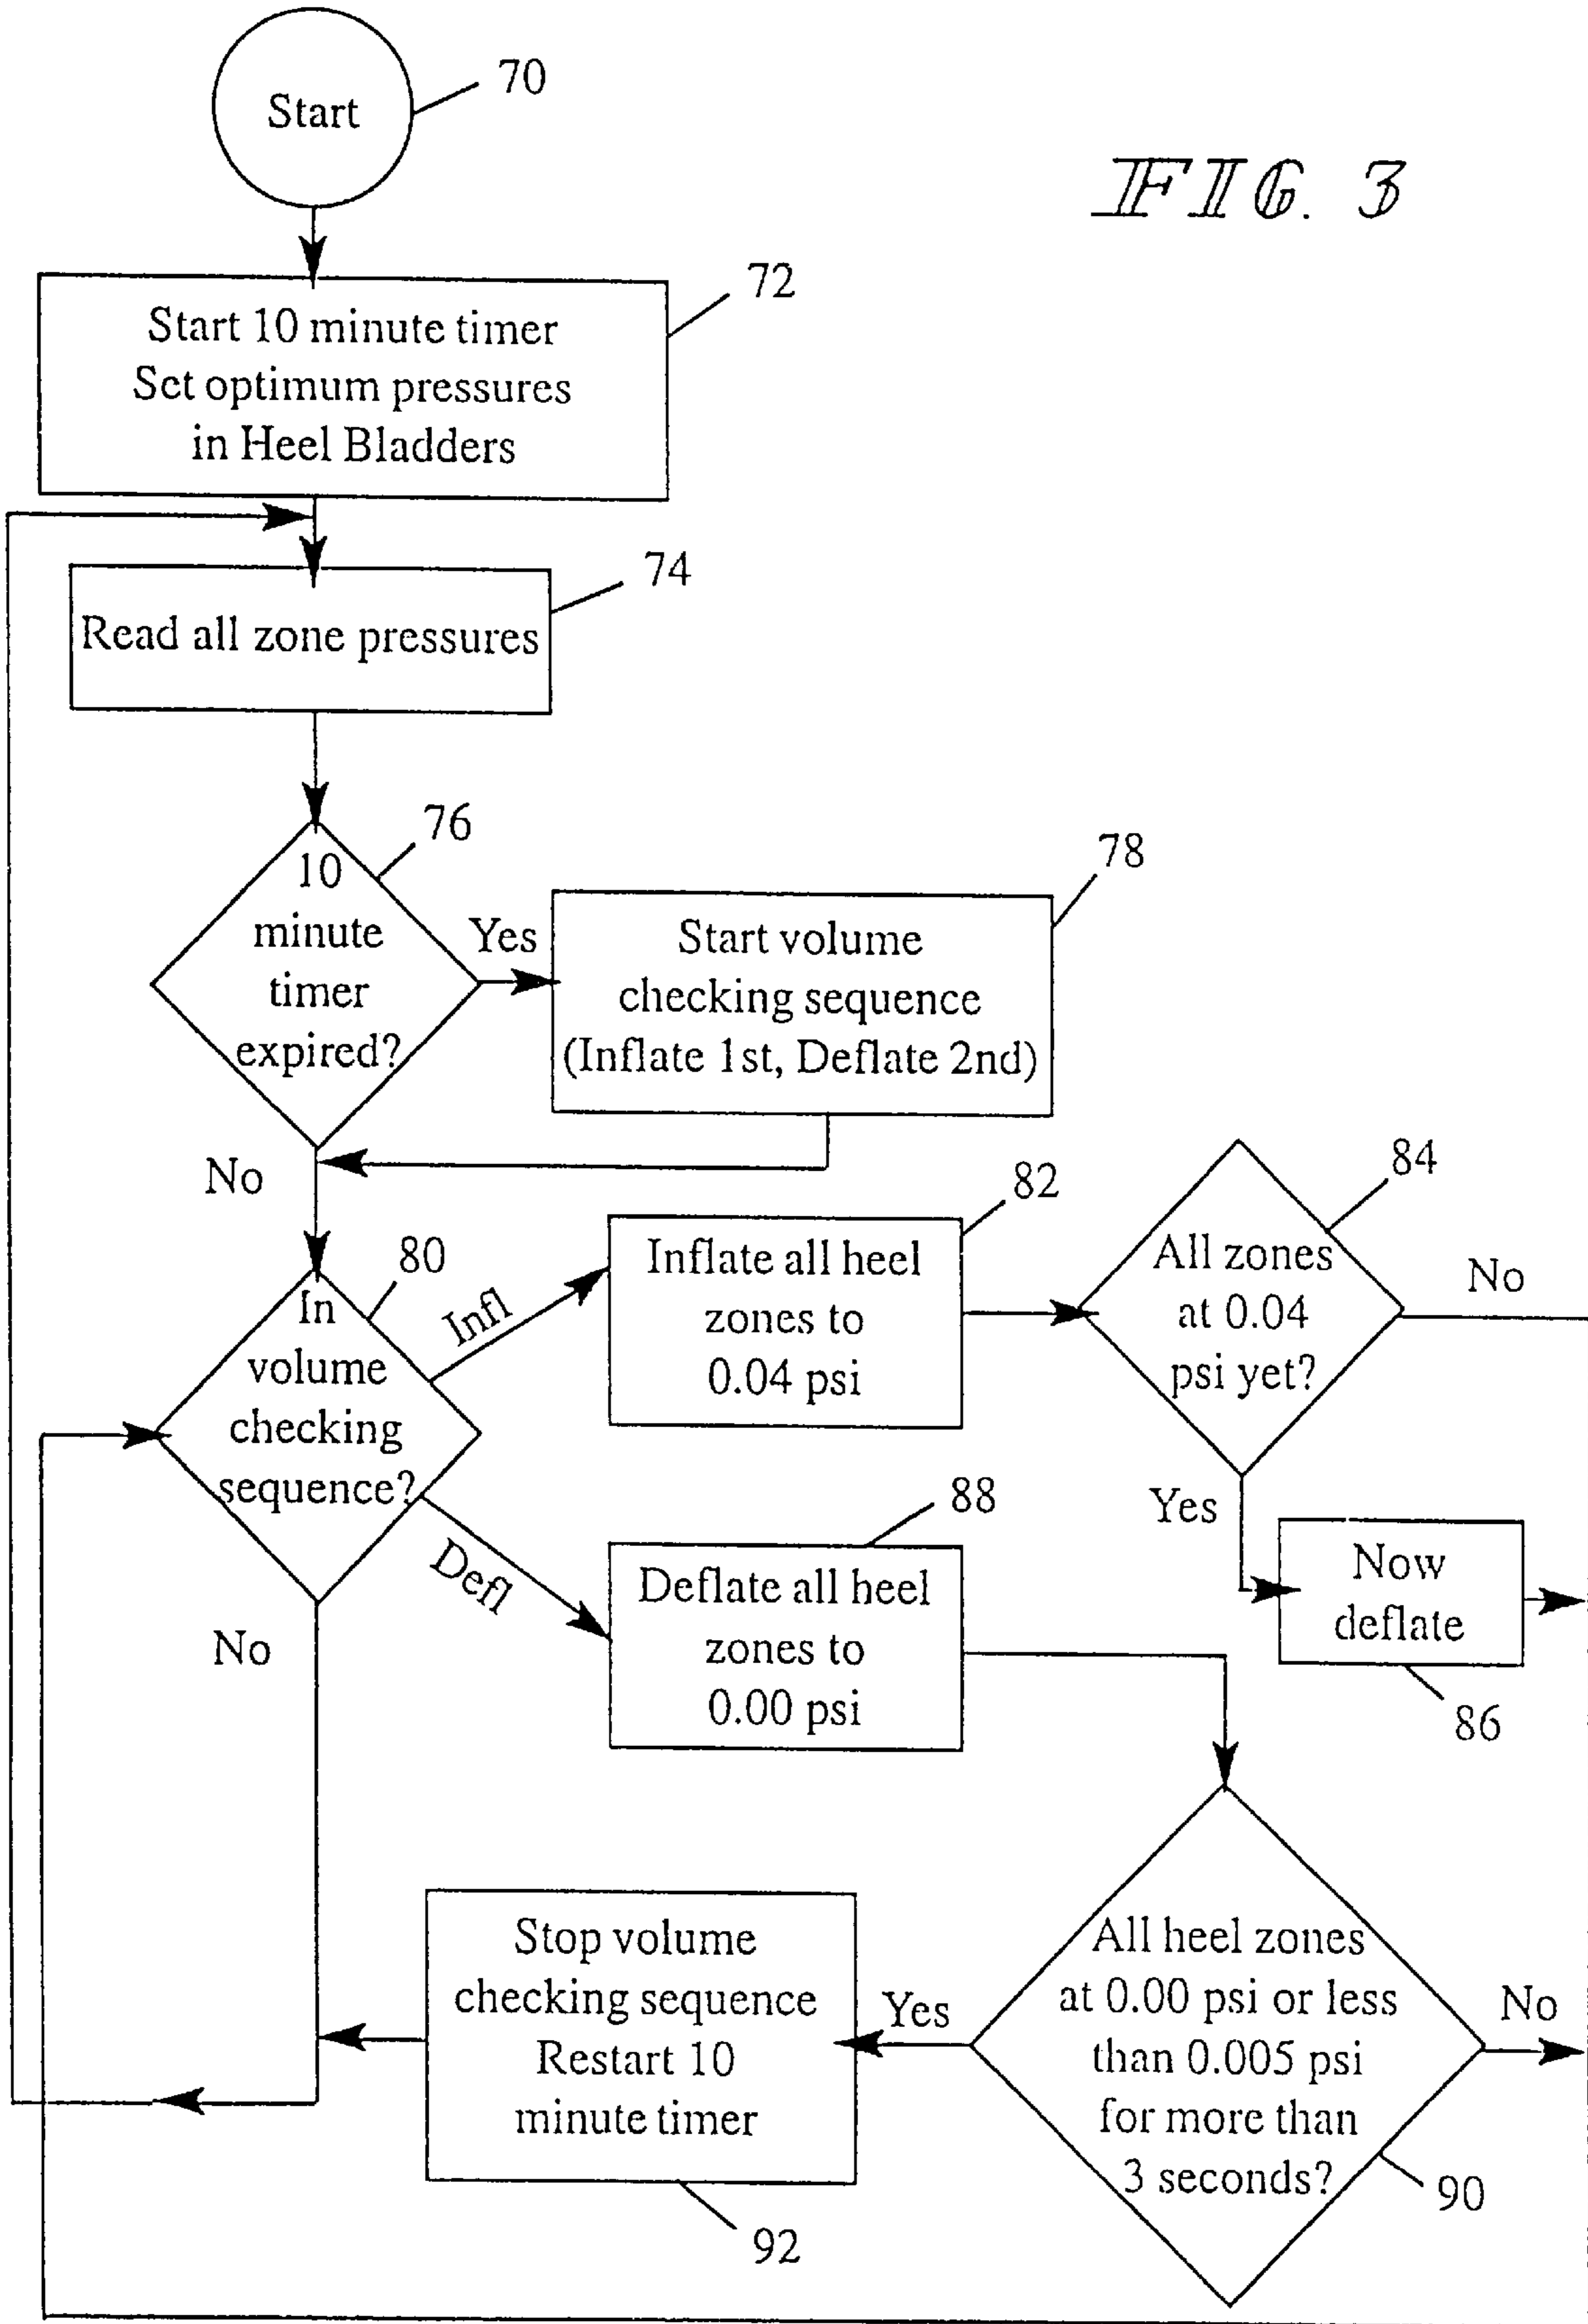 Start
70
FIG. 3
72
Start 10 minute timer
Set optimum pressures
in Heel Bladders
74
Read all zone pressures
76
10
minute
timer
expired?
Yes
78
Start volume
checking sequence
(Inflate 1st, Deflate 2nd)
No
80
In
volume
checking
sequence?
Infl
82
Inflate all heel
zones to
0.04 psi
84
All zones
at 0.04
psi yet?
No
Yes
Now
deflate
86
Defl
88
Deflate all heel
zones to
0.00 psi
No
All heel zones
at 0.00 psi or less
than 0.005 psi
for more than
3 seconds?
90
No
Yes
Stop volume
checking sequence
Restart 10
minute timer
92